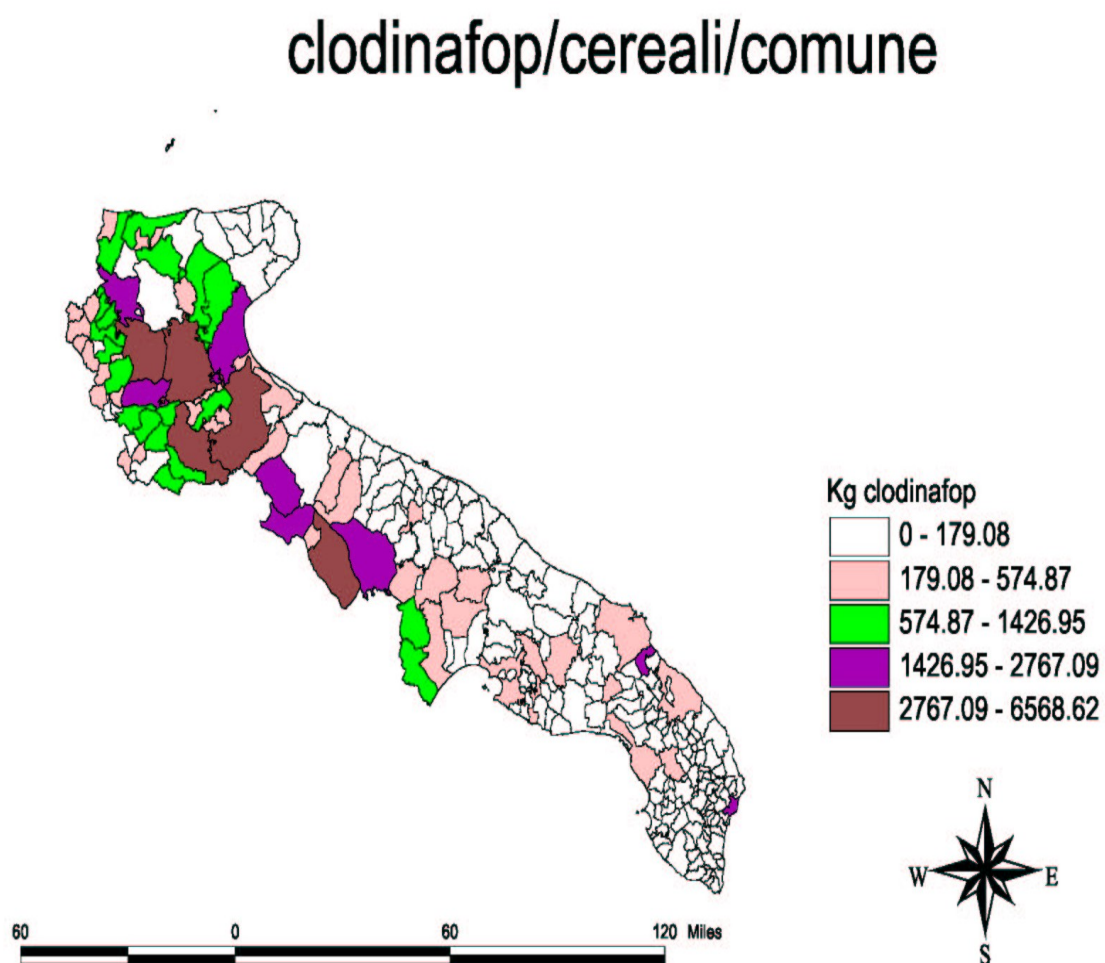 clodinafop/cereali/comune
Kg clodinafop
0 - 179.08
179.08 - 574.87
574.87 - 1426.95
1426.95 - 2767.09
2767.09 - 6568.62
N
W E
S
60 0 60 120 Miles